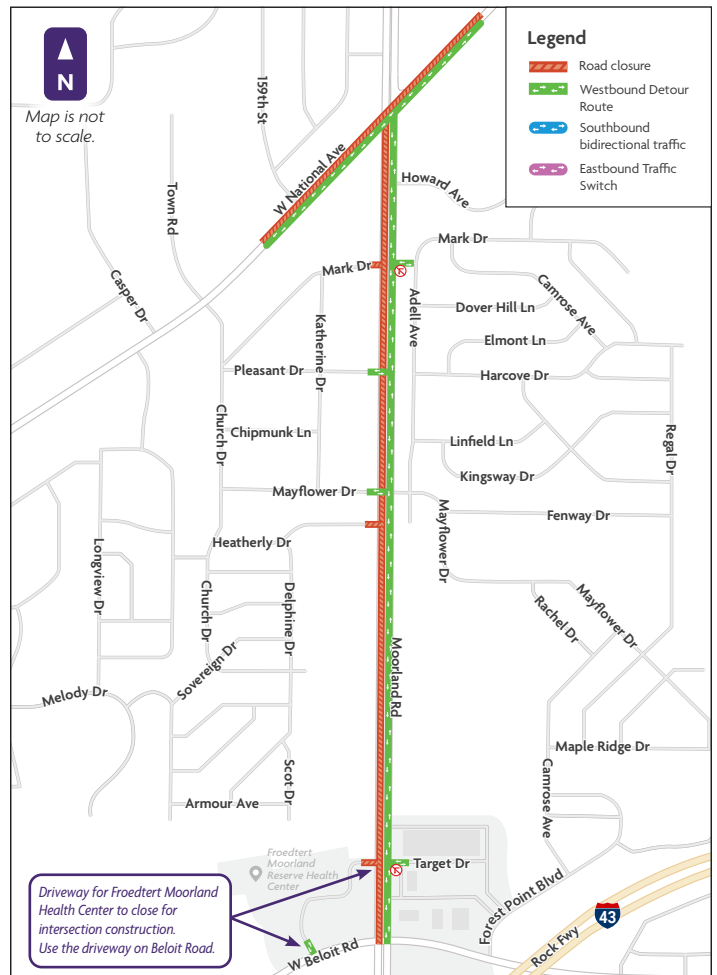 N
Map is not
to scale.
Legend
Road closure
Westbound Detour
Route
Southbound
bidirectional traffic
Eastbound Traffic
Switch
159th St
W National Ave
Town Rd
Howard Ave
Mark Dr
Mark Dr
Casper Dr
Katherine Dr
Adell Ave
Camrose Ave
Dover Hill Ln
Elmont Ln
Pleasant Dr
Harcove Dr
Church Dr
Chipmunk Ln
Linfield Ln
Regal Dr
Kingsway Dr
Mayflower Dr
Mayflower Dr
Fenway Dr
Heatherly Dr
Longview Dr
Church Dr
Delphine Dr
Rachel Dr
Mayflower Dr
Sovereign Dr
Moorland Rd
Melody Dr
Maple Ridge Dr
Scot Dr
Camrose Ave
Armour Ave
Froedtert
Moorland
Reserve Health
Center
Target Dr
Forest Point Blvd
43
Rock Fwy
W Beloit Rd
Driveway for Froedtert Moorland
Health Center to close for
intersection construction.
Use the driveway on Beloit Road.